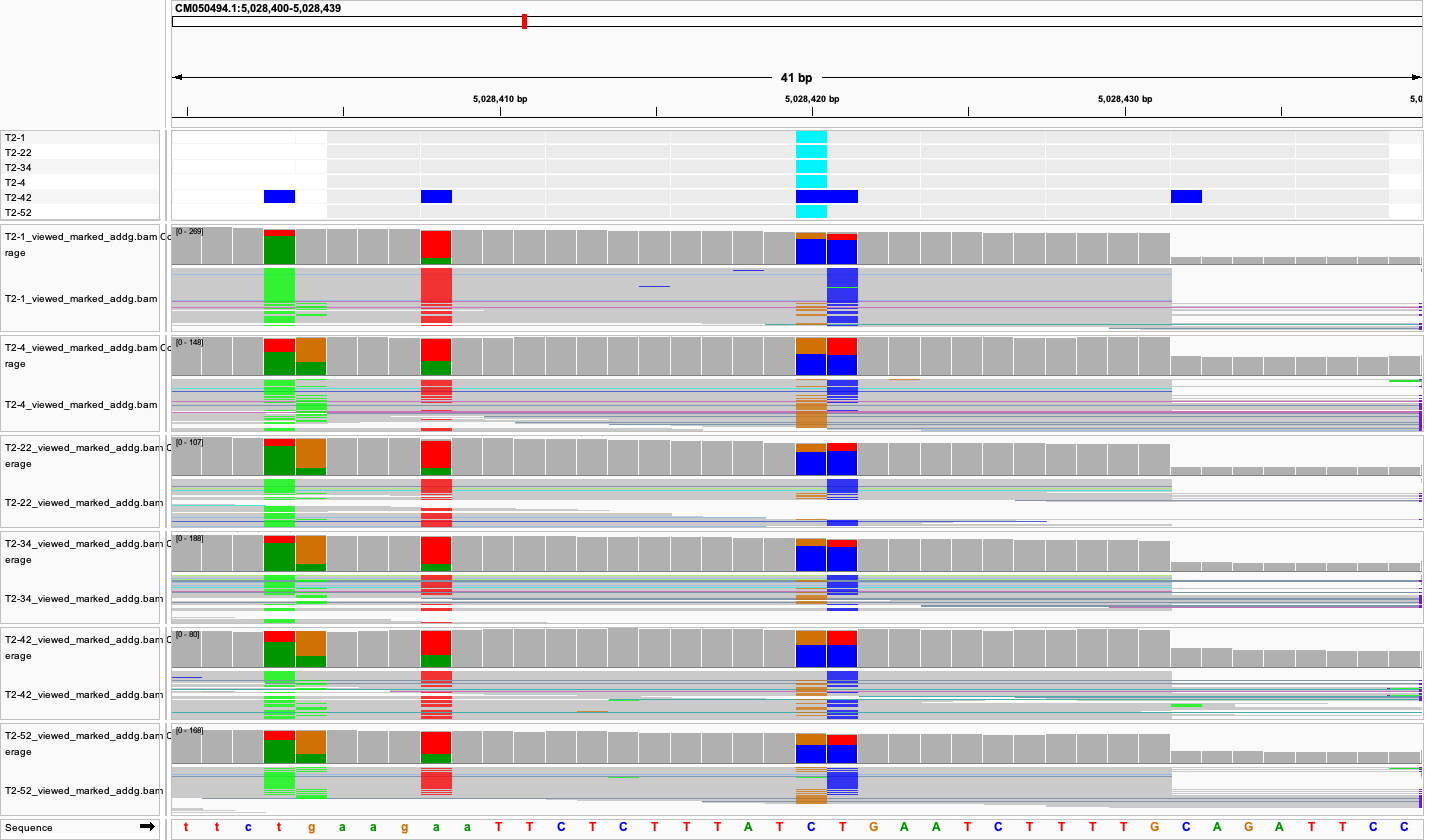 CM050494.1:5,028,400-5,028,439
41 bp
5,028,410 bp 5,028,420 bp 5,028,430 bp 5,0
T2-1
T2-22
T2-34
T2-4
T2-42
T2-52
T2-1_viewed_marked_addg.bam Co
rage
[0 - 269]
T2-1_viewed_marked_addg.bam
T2-4_viewed_marked_addg.bam Co
rage
[0 - 148]
T2-4_viewed_marked_addg.bam
T2-22_viewed_marked_addg.bam C
erage
[0 - 107]
T2-22_viewed_marked_addg.bam
T2-34_viewed_marked_addg.bam C
erage
[0 - 188]
T2-34_viewed_marked_addg.bam
T2-42_viewed_marked_addg.bam C
erage
[0 - 80]
T2-42_viewed_marked_addg.bam
T2-52_viewed_marked_addg.bam C
erage
[0 - 168]
T2-52_viewed_marked_addg.bam
Sequence t t c t g a a g a a T T C T C T T T A T C T G A A T C T T T T G C A G A T T C C